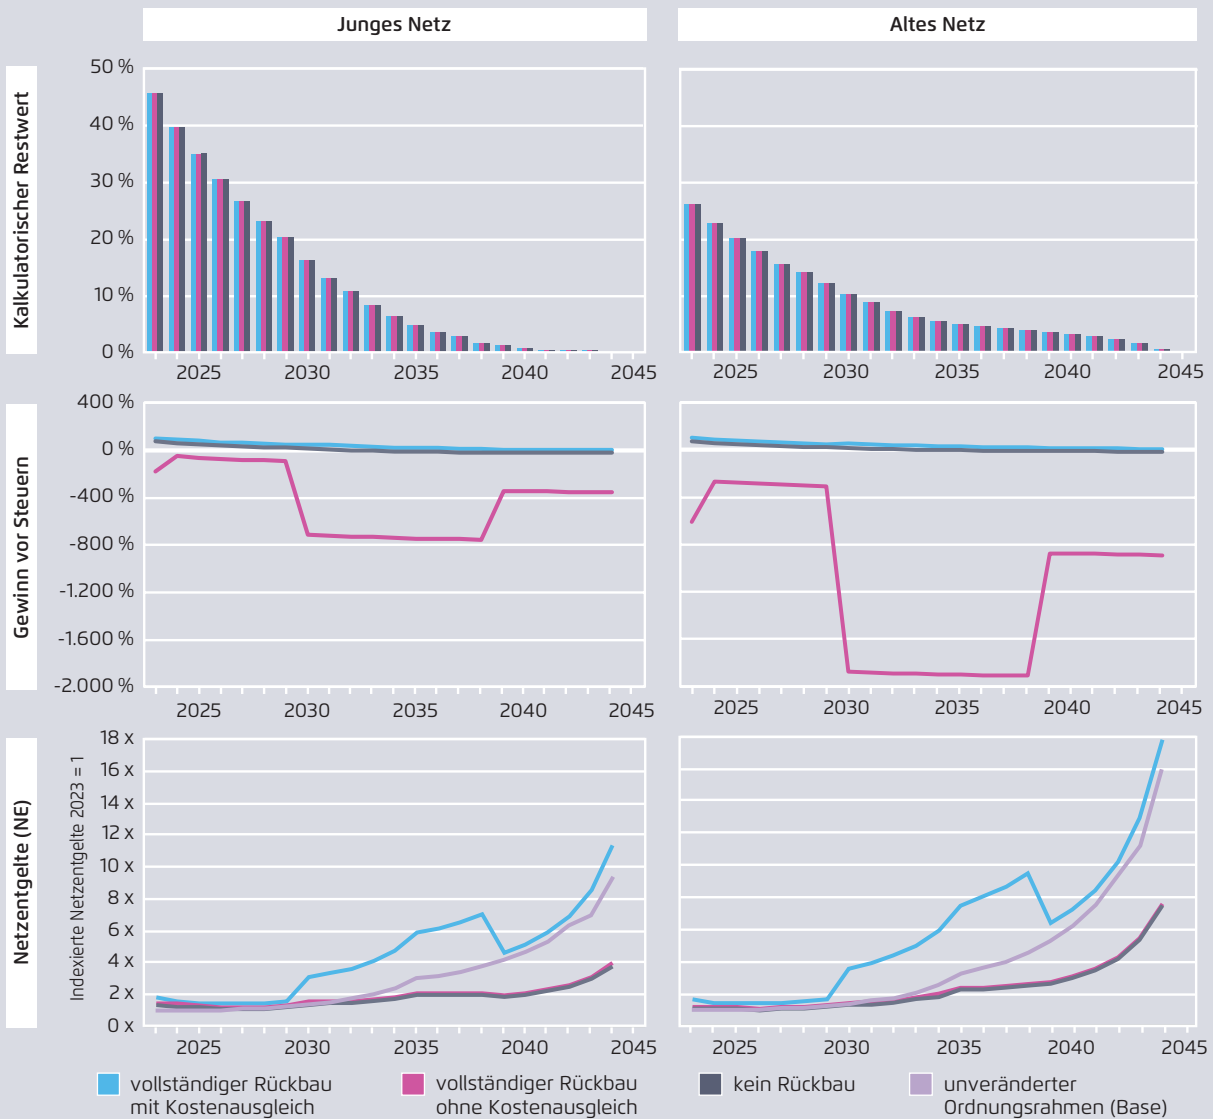 Junges Netz
Altes Netz
Kalkulatorischer Restwert
50 %
40 %
30 %
20 %
10 %
0 %
2025 2030 2035 2040 2045
2025 2030 2035 2040 2045
Gewinn vor Steuern
400 %
0 %
-400 %
-800 %
-1.200 %
-1.600 %
-2.000 %
2025 2030 2035 2040 2045
2025 2030 2035 2040 2045
Netzentgelte (NE)
Indexierte Netzentgelte 2023 = 1
18 x
16 x
14 x
12 x
10 x
8 x
6 x
4 x
2 x
0 x
2025 2030 2035 2040 2045
2025 2030 2035 2040 2045
vollständiger Rückbau
mit Kostenausgleich
vollständiger Rückbau
ohne Kostenausgleich
kein Rückbau
unveränderter
Ordnungsrahmen (Base)